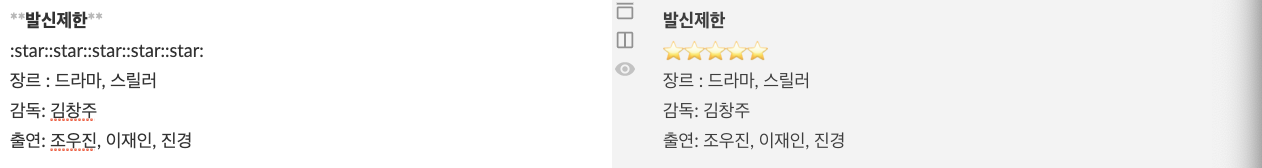 **발신제한**
:star::star::star::star::star:
장르 : 드라마, 스릴러
감독: 김창주
출연: 조우진, 이재인, 진경
발신제한
⭐⭐⭐⭐⭐
장르 : 드라마, 스릴러
감독: 김창주
출연: 조우진, 이재인, 진경